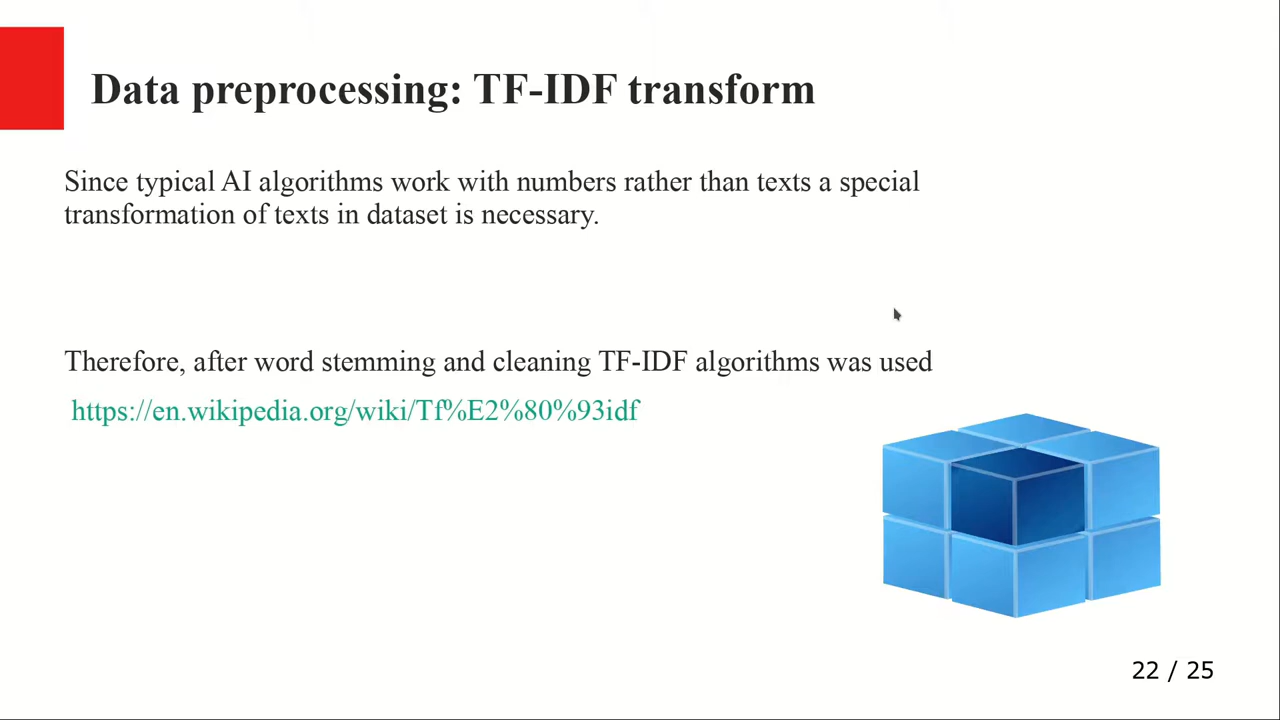 Data preprocessing: TF-IDF transform
Since typical AI algorithms work with numbers rather than texts a special
transformation of texts in dataset is necessary.
Therefore, after word stemming and cleaning TF-IDF algorithms was used
https://en.wikipedia.org/wiki/Tf%E2%80%93idf
22 / 25